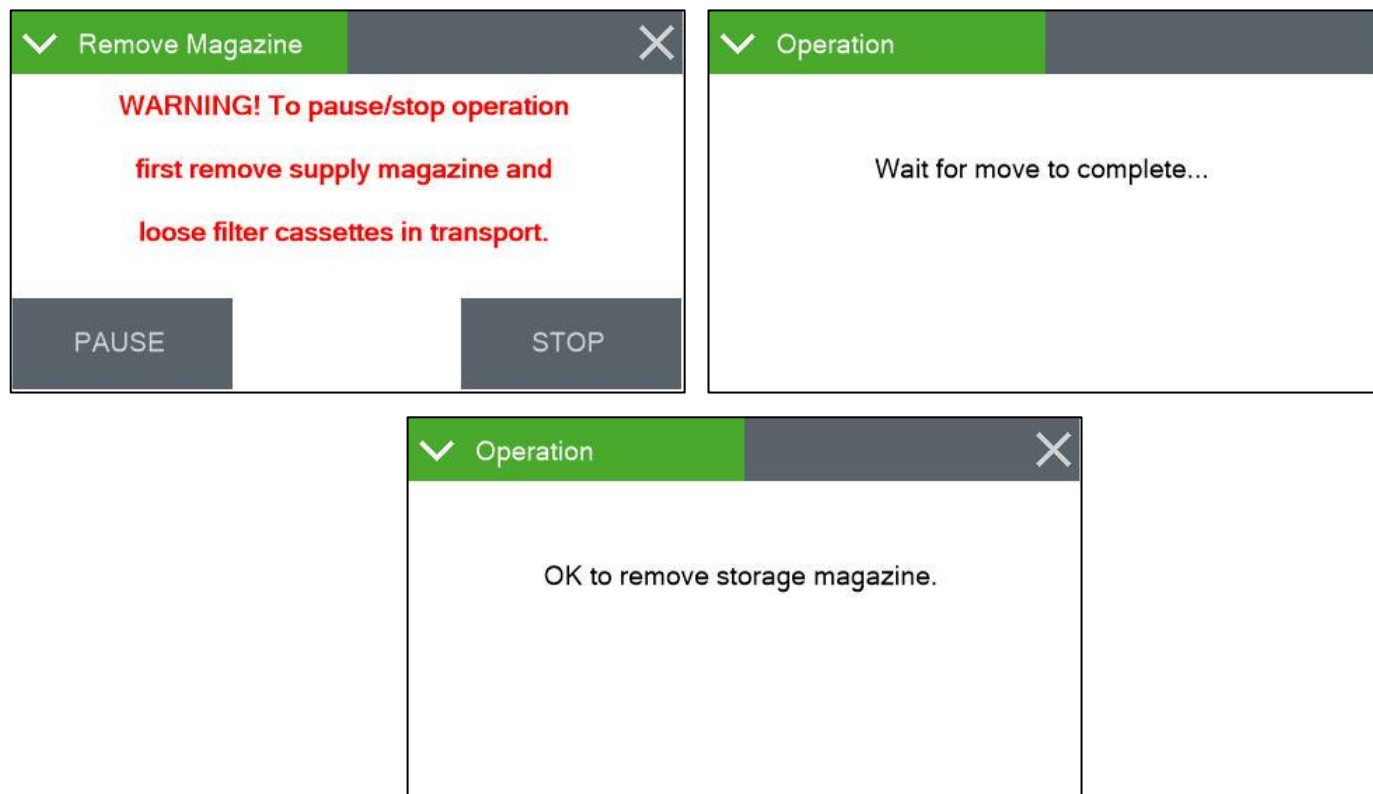 Remove Magazine
WARNING! To pause/stop operation
first remove supply magazine and
loose filter cassettes in transport.
PAUSE
STOP
Operation
Wait for move to complete...
Operation
OK to remove storage magazine.